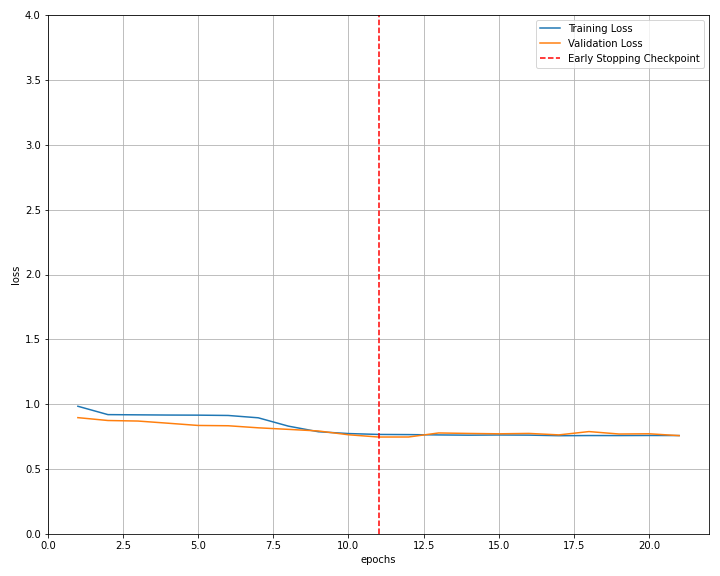 4.0
3.5
3.0
2.5
2.0
1.5
1.0
0.5
0.0
loss
0.0 2.5 5.0 7.5 10.0 12.5 15.0 17.5 20.0
epochs
Training Loss
Validation Loss
Early Stopping Checkpoint